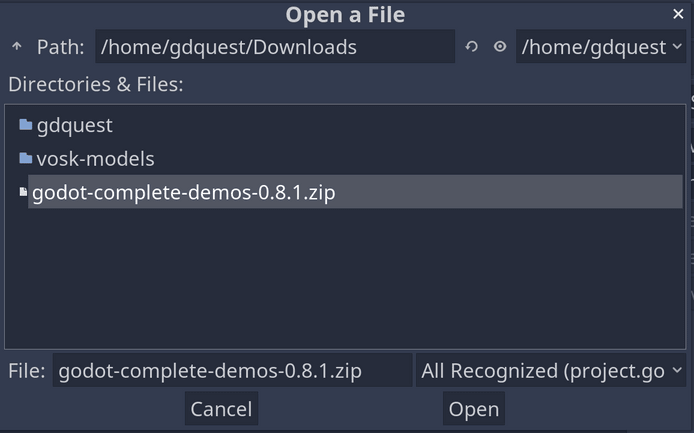 Open a File
Path: /home/gdquest/Downloads /home/gdquest
Directories & Files:
gdquest
vosk-models
godot-complete-demos-0.8.1.zip
File: godot-complete-demos-0.8.1.zip All Recognized (project.go
Cancel Open